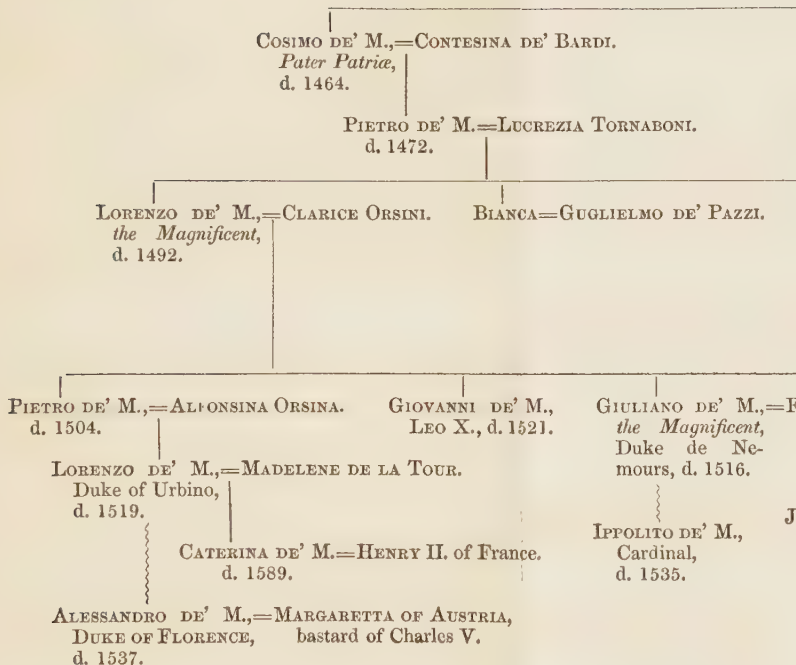 COSIMO DE' M.,=CONTESINA DE' BARDI.
Pater Patriæ,
d. 1464.
PIETRO DE' M.=LUCREZIA TORNABONI.
d. 1472.
LORENZO DE' M.,=CLARICE ORSINI.
the Magnificent,
d. 1492.
BIANCA=GUGLIELMO DE' PAZZI.
PIETRO DE' M.,=ALFONSINA ORSINA.
d. 1504.
GIOVANNI DE' M.,
LEO X., d. 1521.
GIULIANO DE' M.,=
the Magnificent,
Duke de Ne-
mours, d. 1516.
LORENZO DE' M.,=MADELENE DE LA TOUR.
Duke of Urbino,
d. 1519.
J
IPPOLITO DE' M.,
Cardinal,
d. 1535.
CATERINA DE' M.=HENRY II. of France.
d. 1589.
ALESSANDRO DE' M.,=MARGARETTA OF AUSTRIA,
DUKE OF FLORENCE, bastard of Charles V.
d. 1537.